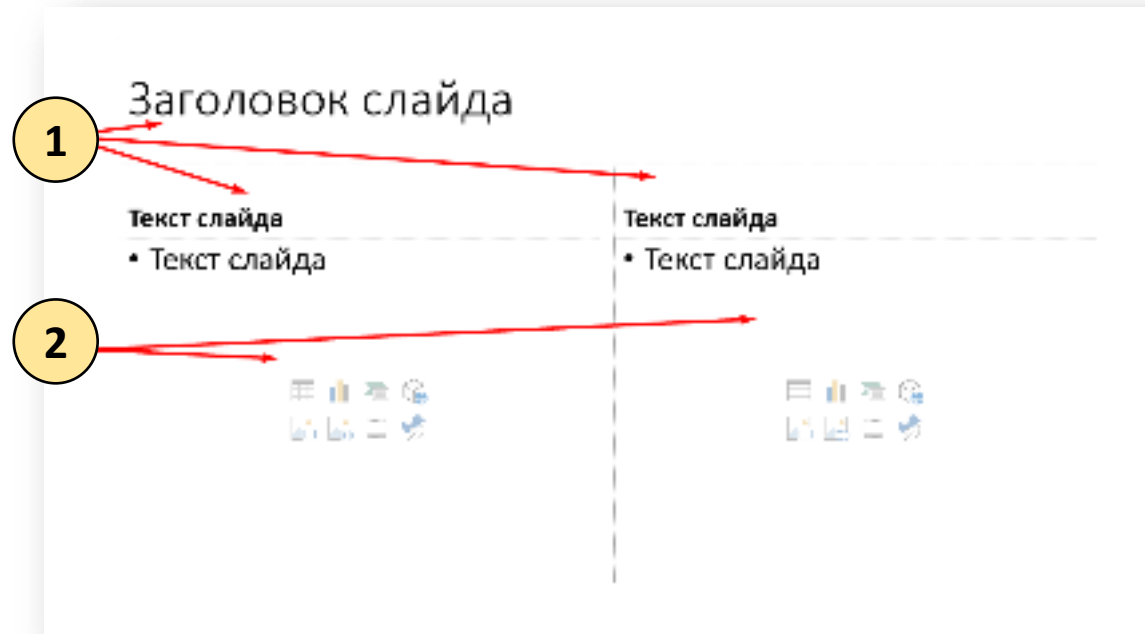 Заголовок слайда
1
Текст слайда
Текст слайда
• Текст слайда
• Текст слайда
2